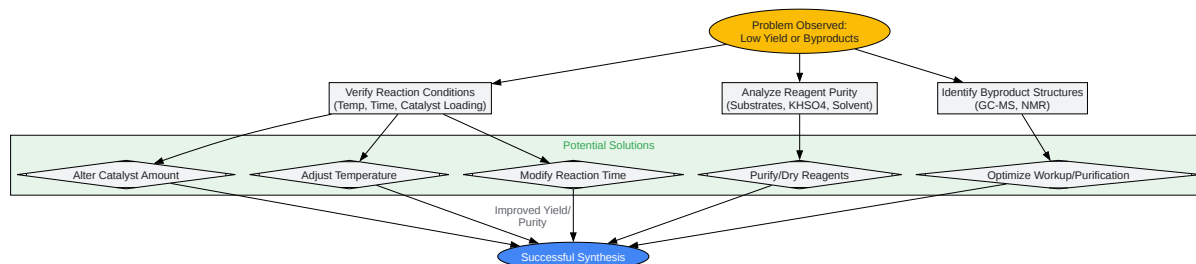 Problem Observed:
Low Yield or Byproducts
Verify Reaction Conditions
(Temp, Time, Catalyst Loading)
Analyze Reagent Purity
(Substrates, KHSO4, Solvent)
Identify Byproduct Structures
(GC-MS, NMR)
Potential Solutions
Alter Catalyst Amount
Adjust Temperature
Modify Reaction Time
Purify/Dry Reagents
Optimize Workup/Purification
Improved Yield/
Purity
Successful Synthesis